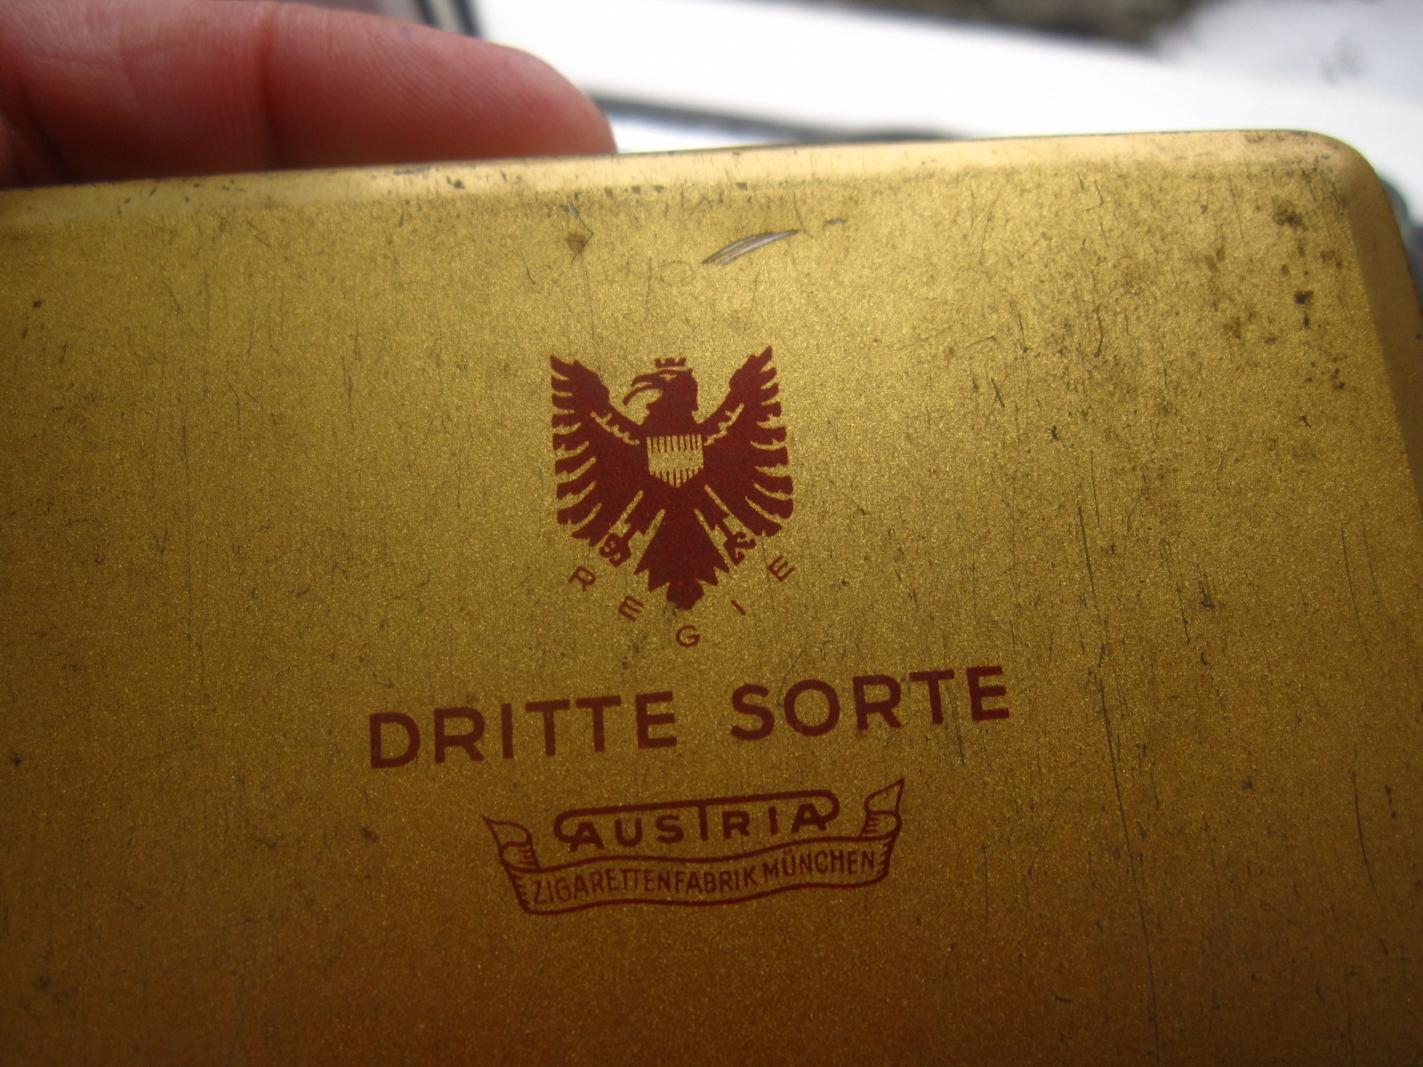 REGIE
DRITTE SORTE
AUSTRIA
ZIGARETTENFABRIK MÜNCHEN